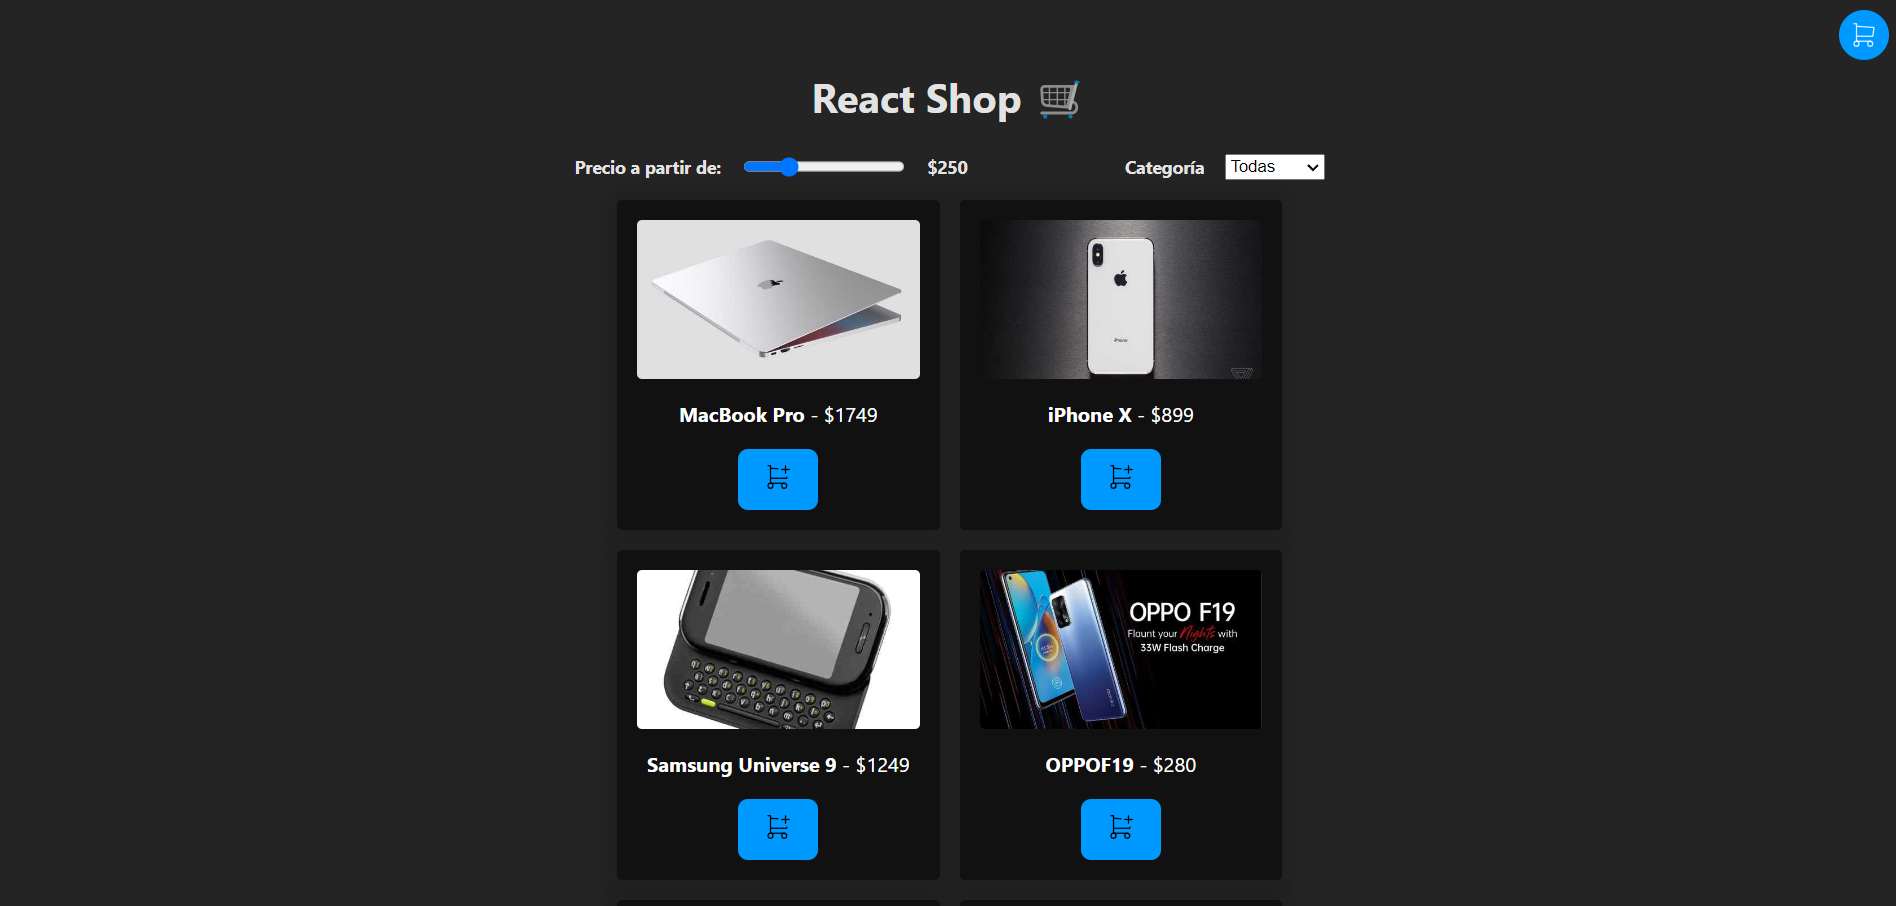 React Shop
Precio a partir de: $250 Categoría Todas
iPhone
MacBook Pro - $1749
iPhone X - $899
OPPO F19
Flaunt your Nights with
33W Flash Charge
Samsung Universe 9 - $1249
OPPOF19 - $280